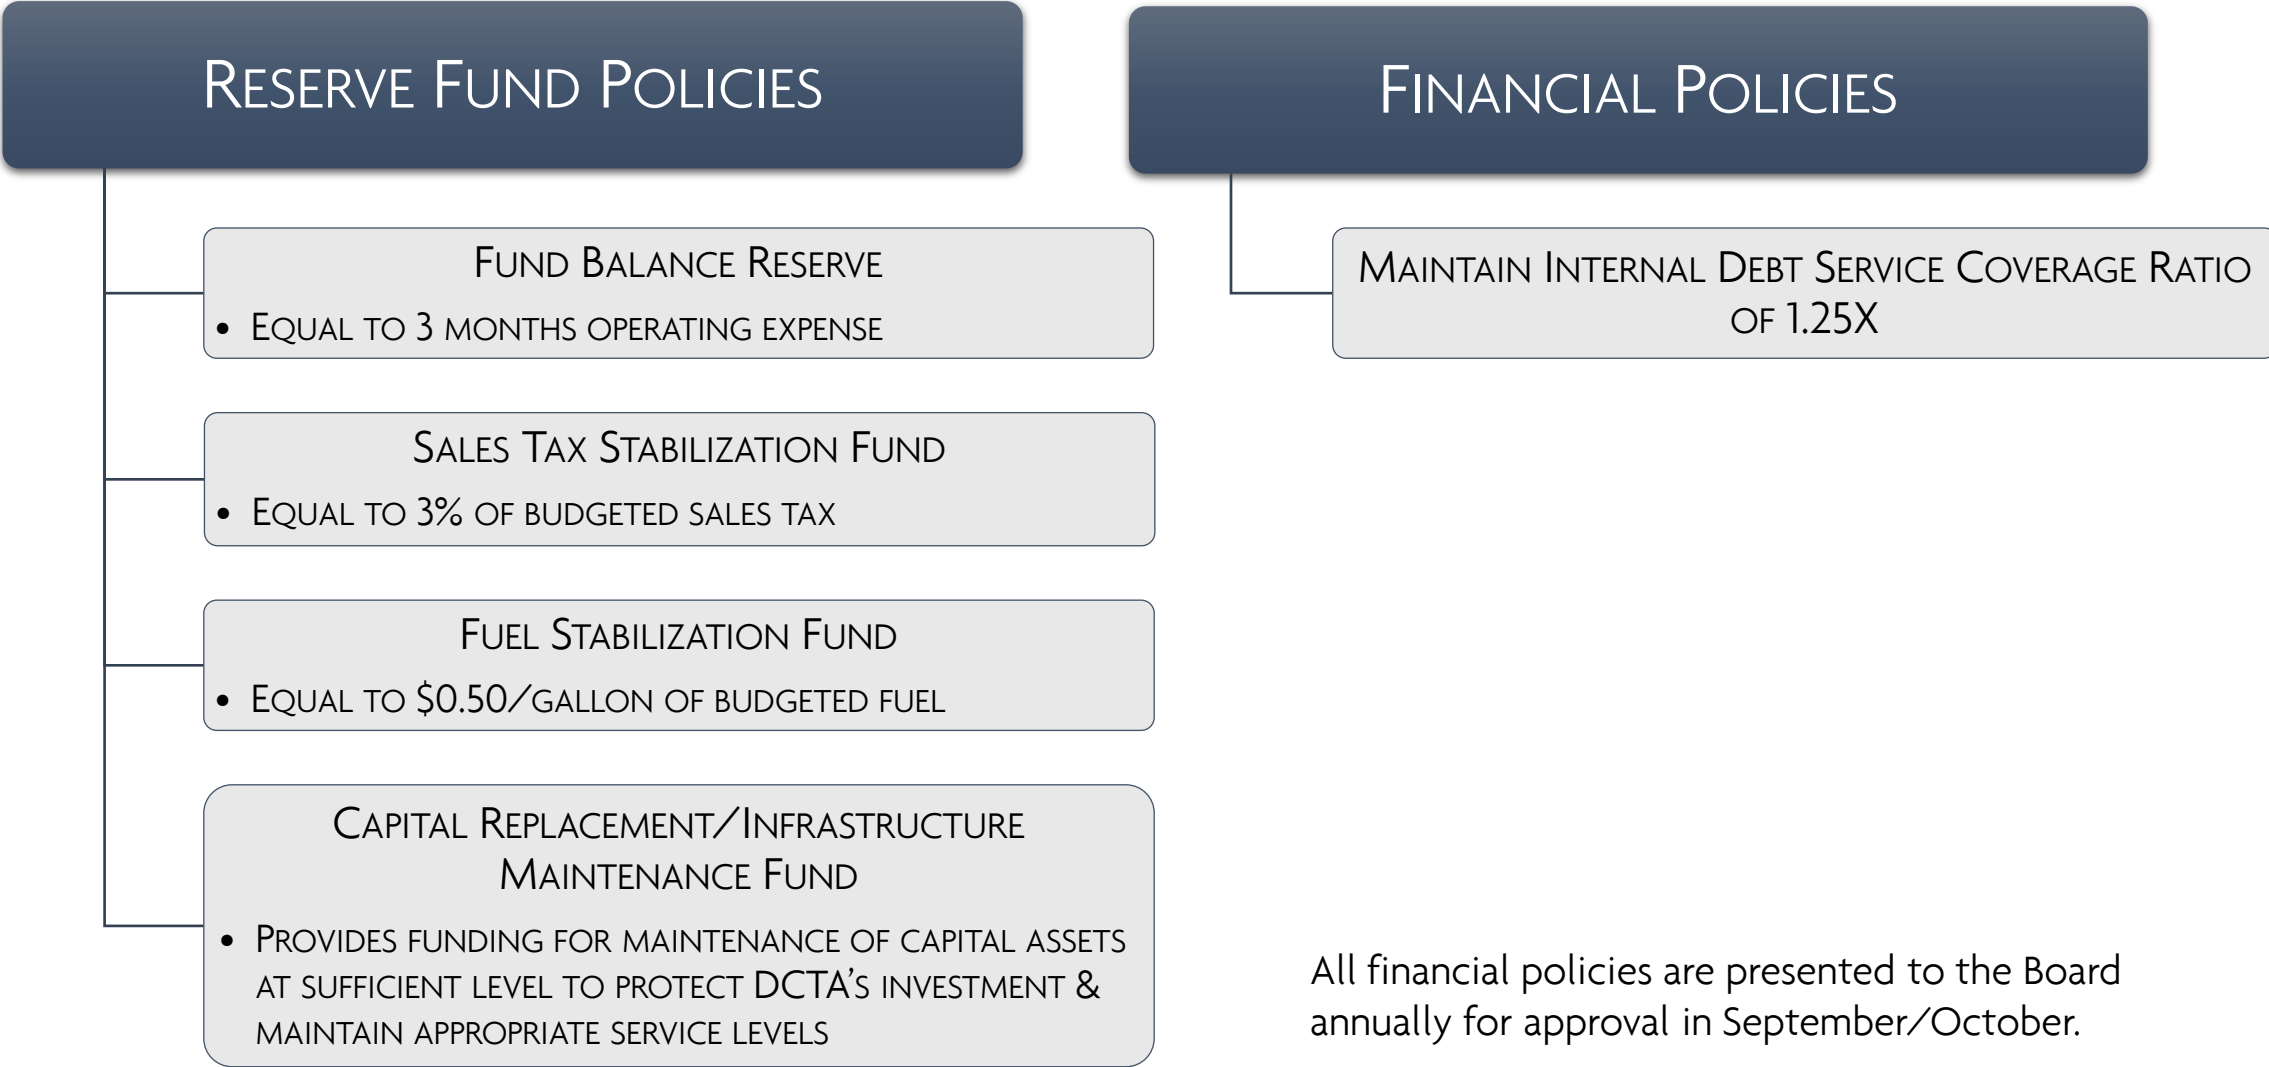 RESERVE FUND POLICIES
FUND BALANCE RESERVE
• EQUAL TO 3 MONTHS OPERATING EXPENSE
SALES TAX STABILIZATION FUND
• EQUAL TO 3% OF BUDGETED SALES TAX
FUEL STABILIZATION FUND
• EQUAL TO $0.50/GALLON OF BUDGETED FUEL
CAPITAL REPLACEMENT/INFRASTRUCTURE
MAINTENANCE FUND
• PROVIDES FUNDING FOR MAINTENANCE OF CAPITAL ASSETS
AT SUFFICIENT LEVEL TO PROTECT DCTA'S INVESTMENT &
MAINTAIN APPROPRIATE SERVICE LEVELS
FINANCIAL POLICIES
MAINTAIN INTERNAL DEBT SERVICE COVERAGE RATIO
OF 1.25X
All financial policies are presented to the Board
annually for approval in September/October.